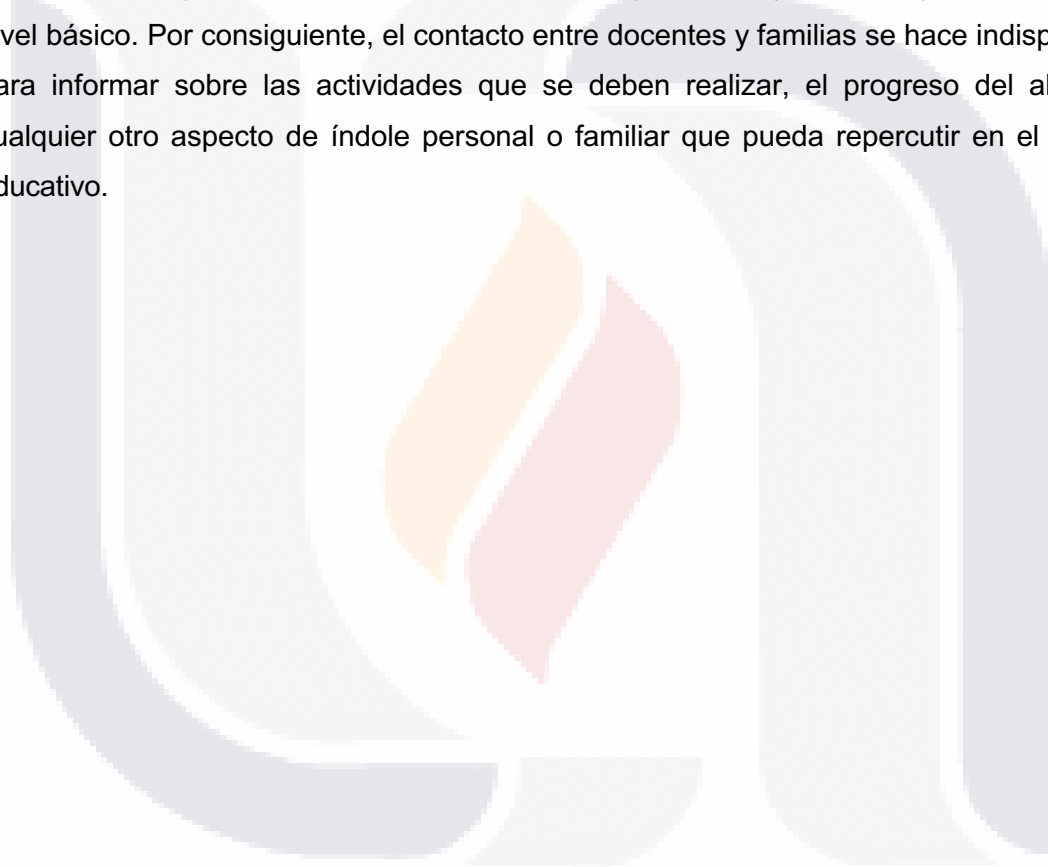 vel básico. Por consiguiente, el contacto entre docentes y familias se hace indisp
ara informar sobre las actividades que se deben realizar, el progreso del al
ualquier otro aspecto de índole personal o familiar que pueda repercutir en el
ducativo.